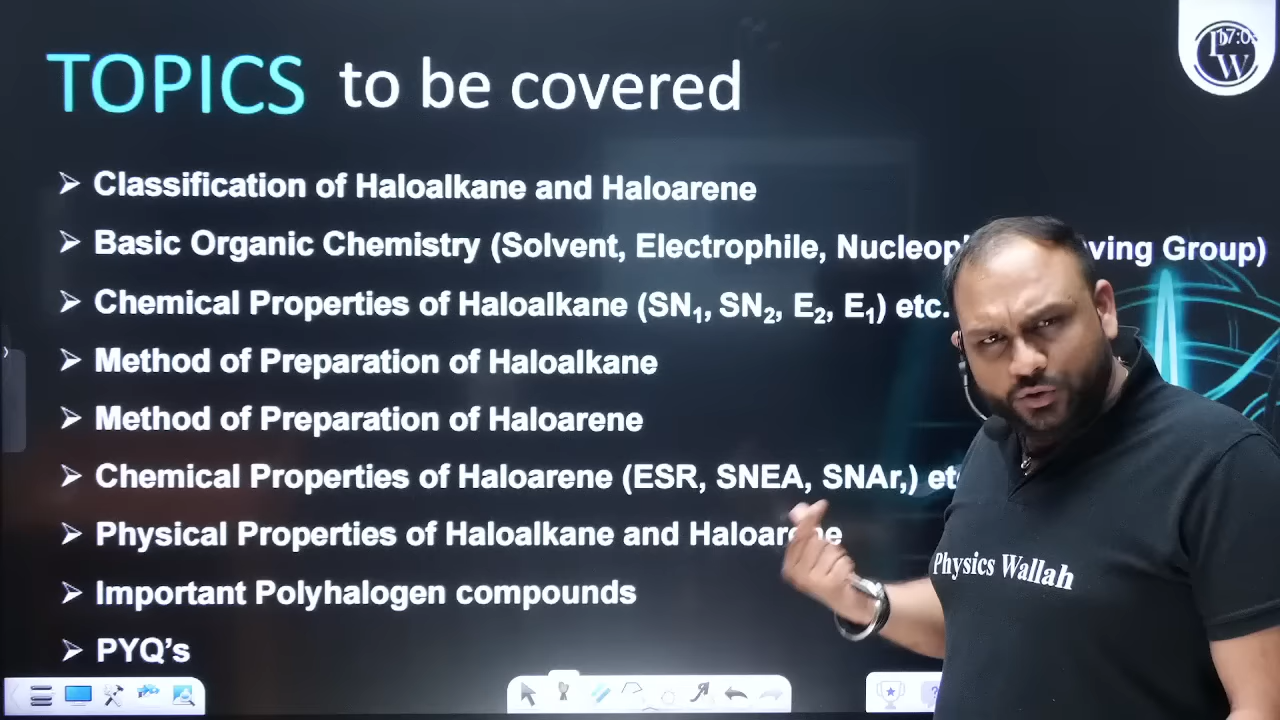 TOPICS to be covered
➢ Classification of Haloalkane and Haloarene
➢ Basic Organic Chemistry (Solvent, Electrophile, Group)
➢ Chemical Properties of Haloalkane (SN₁, SN₂, E₂, E₁) etc.
➢ Method of Preparation of Haloalkane
➢ Method of Preparation of Haloarene
➢ Chemical Properties of Haloarene (ESR, SNEA, SNAr,)
➢ Physical Properties of Haloalkane and Haloarene
➢ Important Polyhalogen compounds
➢ PYQ's
Physics Wallah